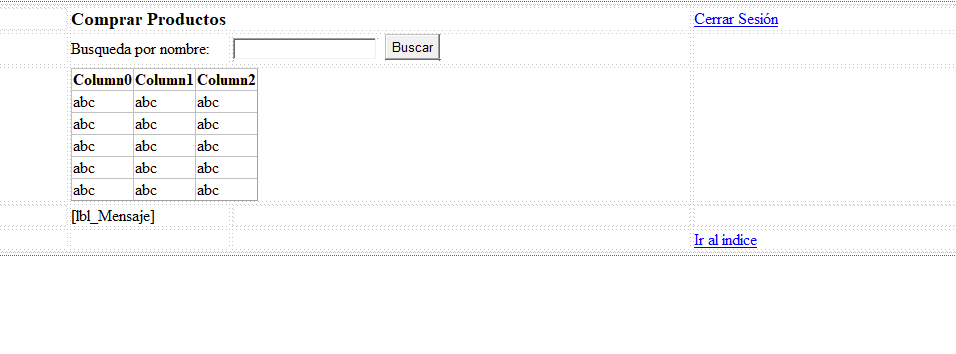 Comprar Productos Cerrar Sesión
Busqueda por nombre: Buscar
Column0 Column1 Column2
abc abc abc
abc abc abc
abc abc abc
abc abc abc
abc abc abc
[lbl_Mensaje]
Ir al indice